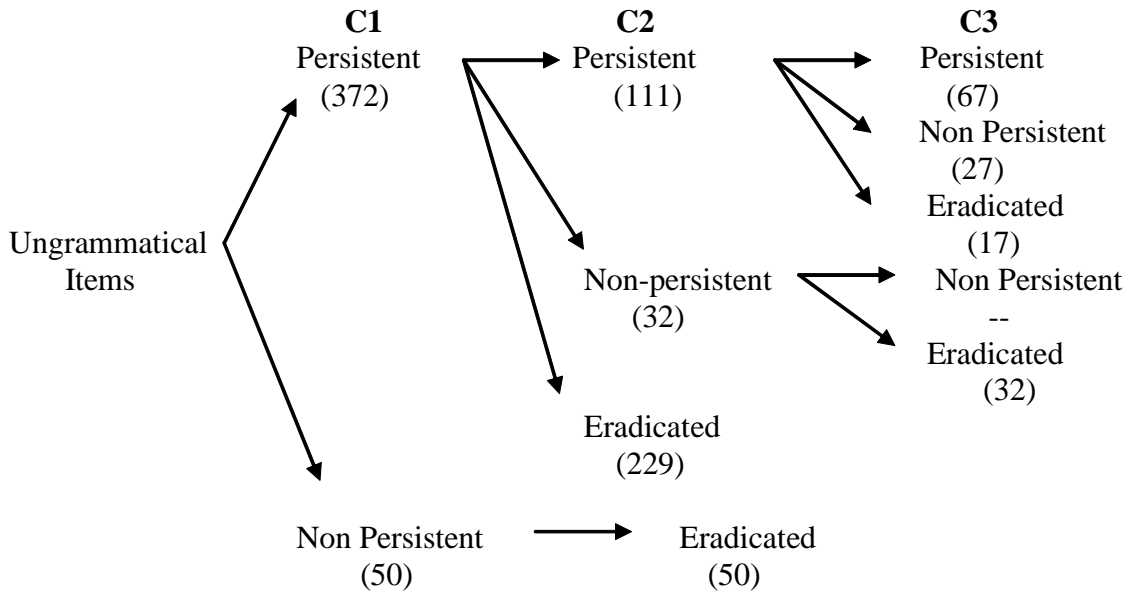 C1 C2 C3
Persistent Persistent Persistent
(372) (111) (67)
Non Persistent
(27)
Eradicated
(17)
Ungrammatical
Items
Non-persistent Non Persistent
(32) --
Eradicated
(32)
Eradicated
(229)
Non Persistent Eradicated
(50) (50)